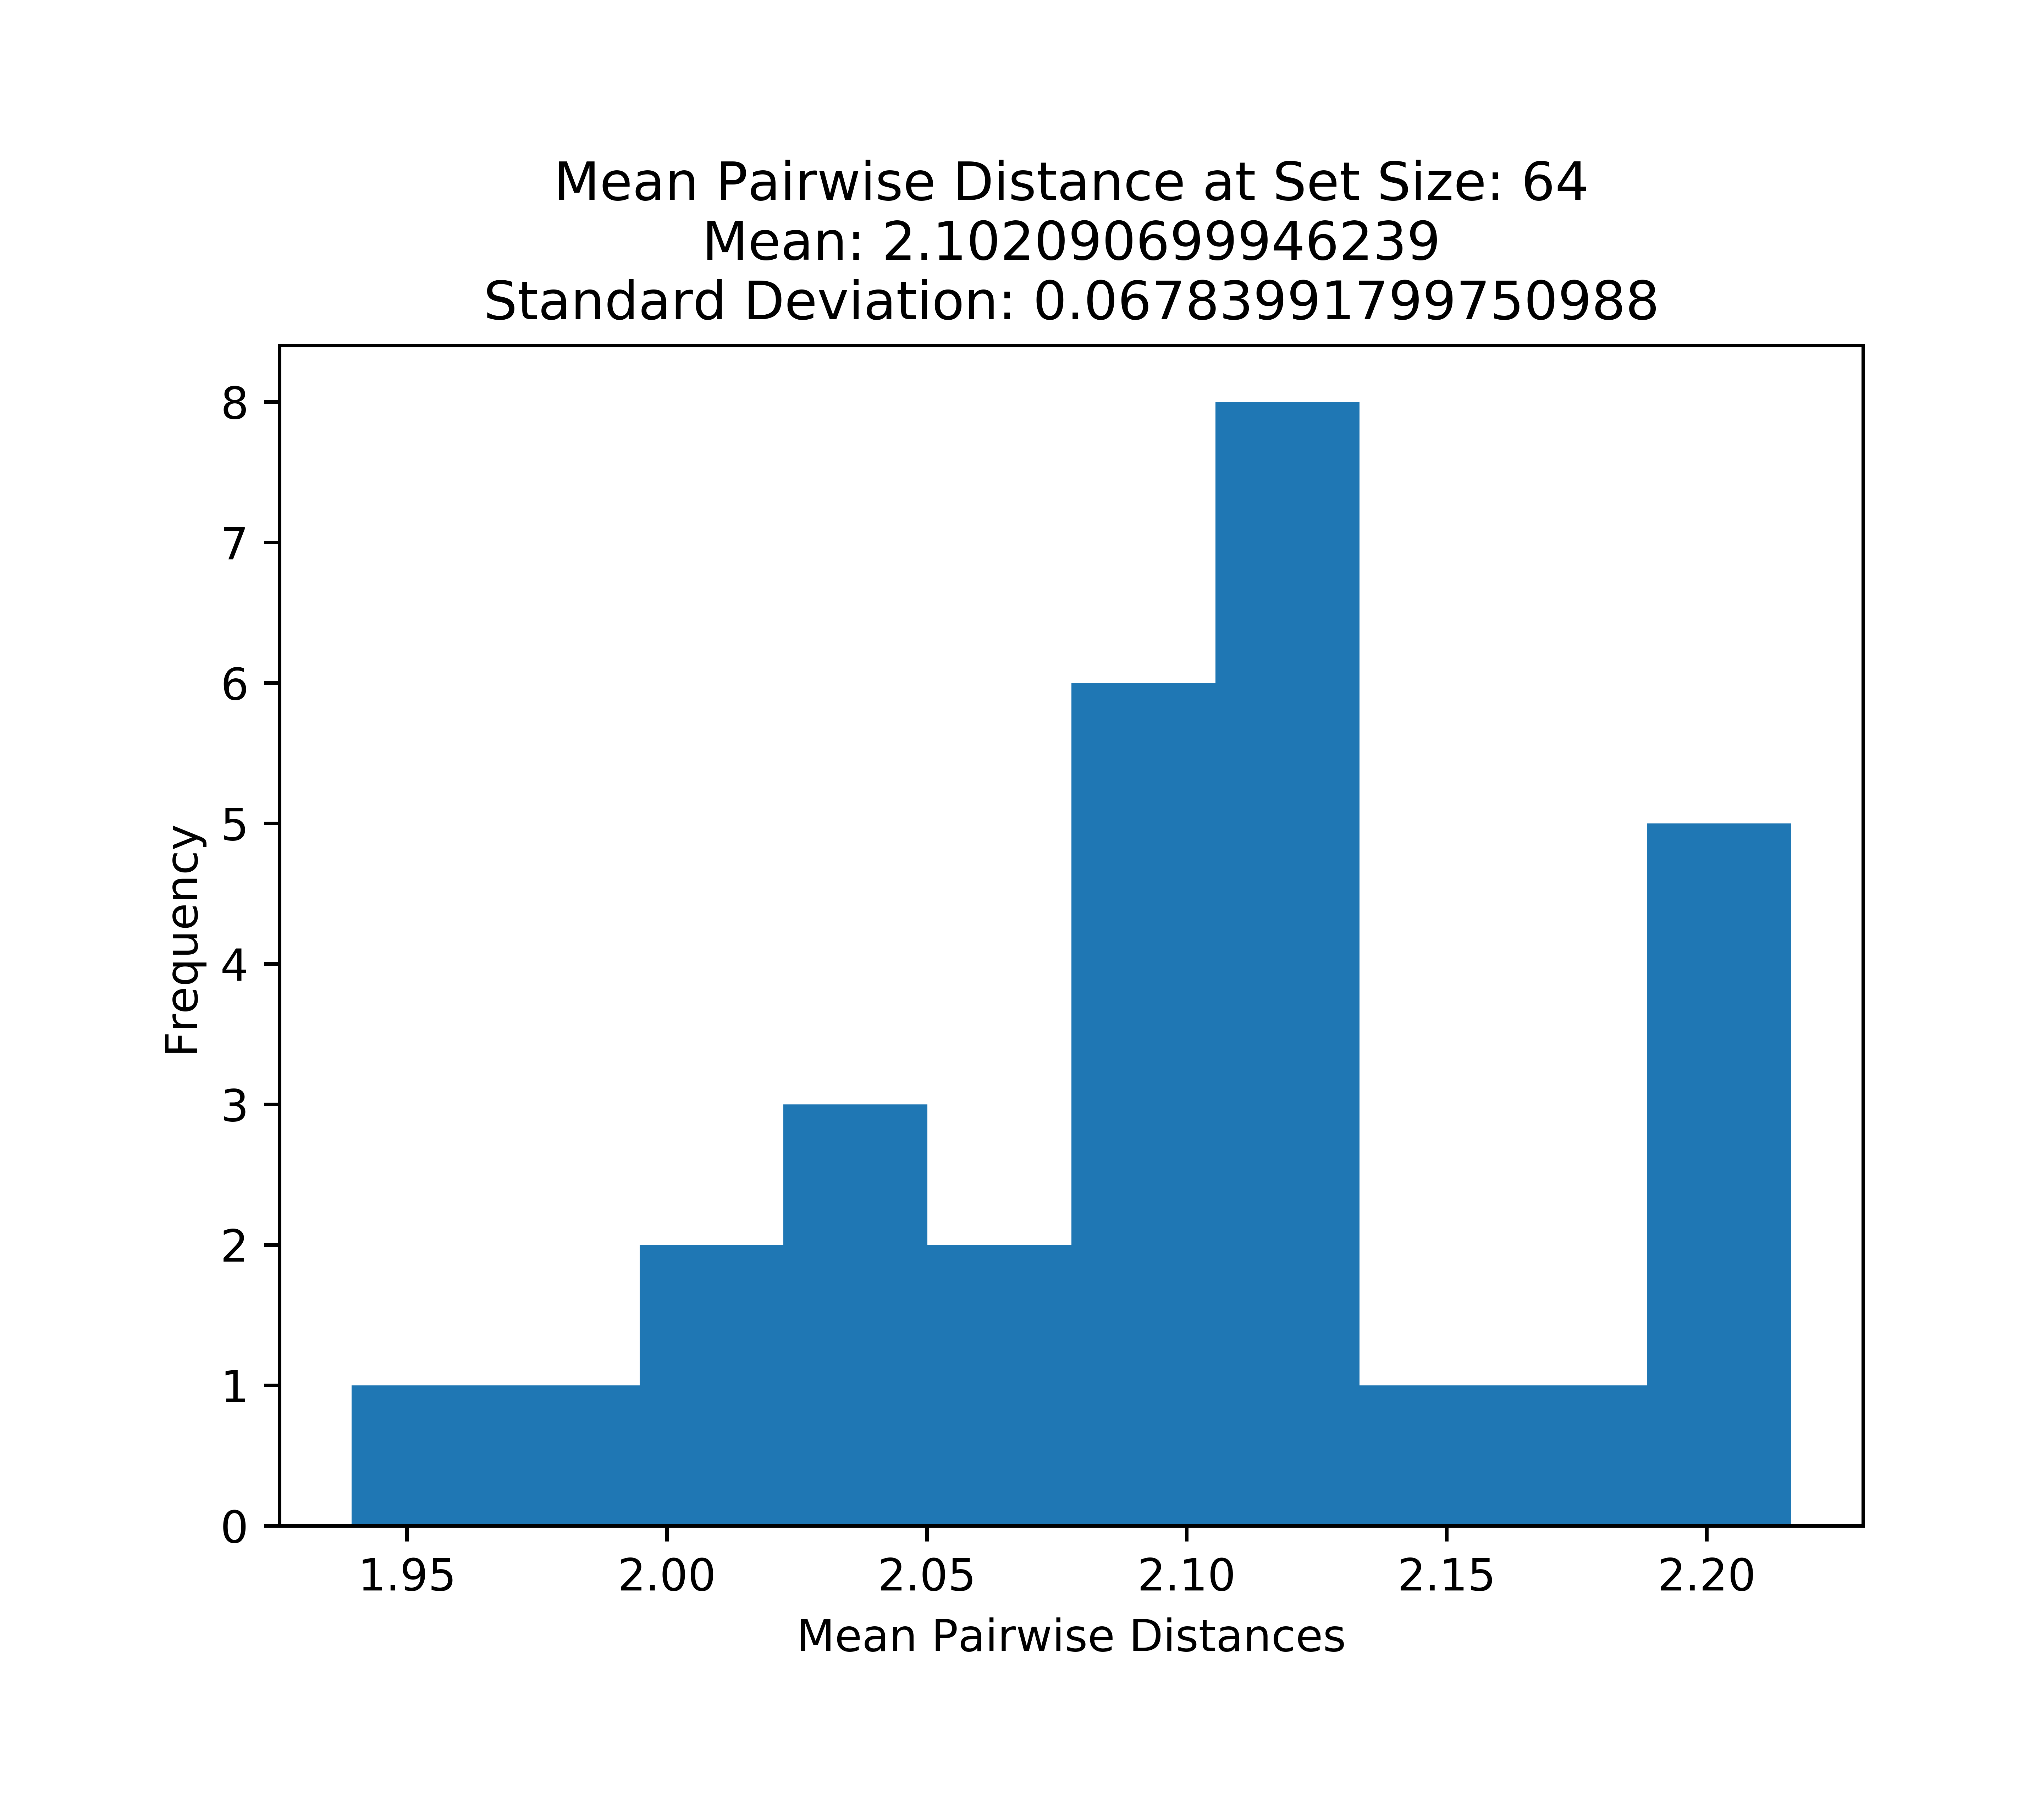 Mean Pairwise Distance at Set Size: 64
Mean: 2.102090699946239
Standard Deviation: 0.06783991799750988
8
7
6
5
4
3
2
1
0
Frequency
1.95 2.00 2.05 2.10 2.15 2.20
Mean Pairwise Distances